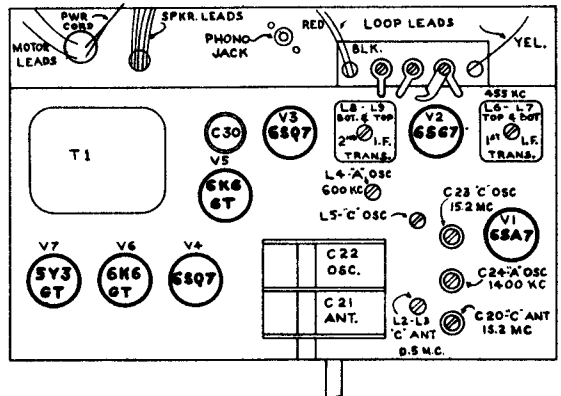 PWR
CORD
MOTOR
LEADS
SPKR. LEADS
PHONO
JACK
RED
LOOP LEADS
BLK.
YEL.
455 KC
T1
C30
V3
6SQ7
L8-L9
BOT. & TOP
2ND I.F.
TRANS.
V2
6SG7
L6-L7
TOP & BOT
1ST I.F.
TRANS.
V5
6K6
GT
L4-"A" OSC
600 KC
L5-"C" OSC
C23 "C" OSC
15.2 MC
V1
6SA7
V7
5Y3
GT
V6
6K6
GT
V4
6SQ7
C22
OSC.
C21
ANT.
C24-"A" OSC
1400 KC
L2-L3
"C" ANT
C20-"C" ANT
15.2 MC